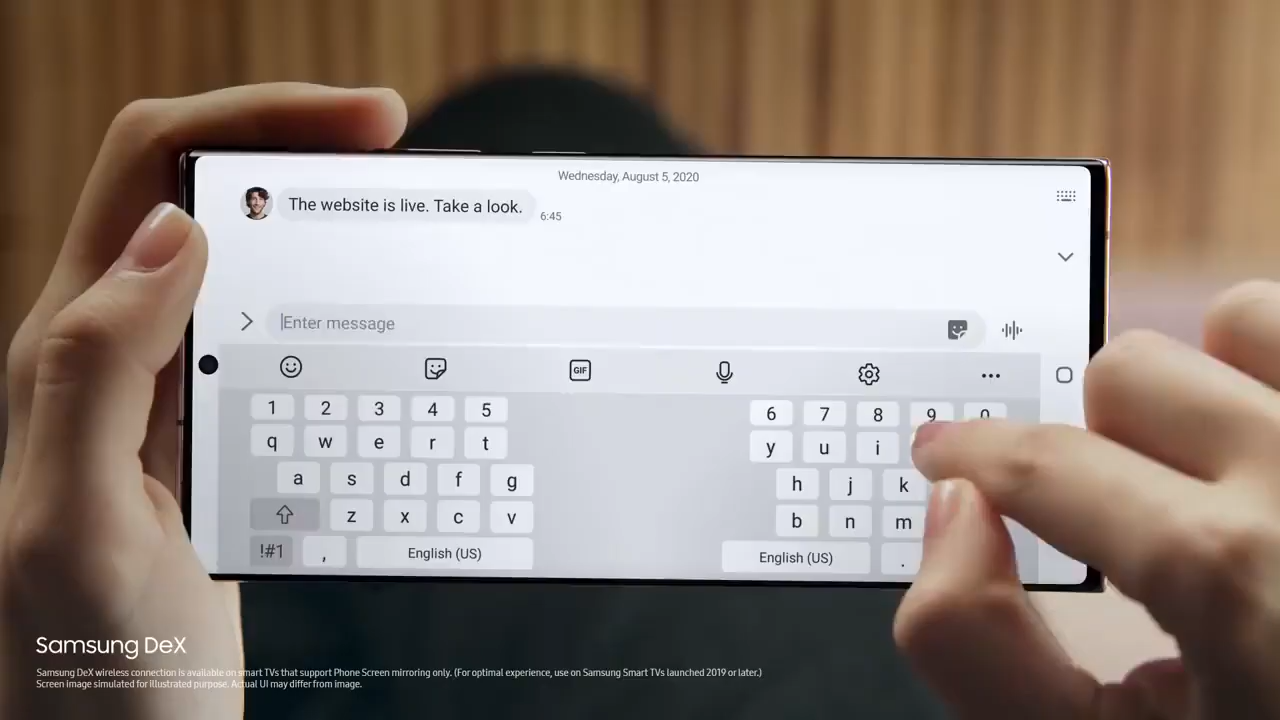 Wednesday, August 5, 2020
The website is live. Take a look.
6:45
Enter message
GIF
1 2 3 4 5 6 7 8 9 0
q w e r t y u i
a s d f g h j k
z x c v b n m
!#1 , English (US) English (US) .
Samsung DeX
Samsung DeX wireless connection is available on smart TVs that support Phone Screen mirroring only. (For optimal experience, use on Samsung Smart TVs launched 2019 or later.)
Screen image simulated for illustrated purpose. Actual UI may differ from image.